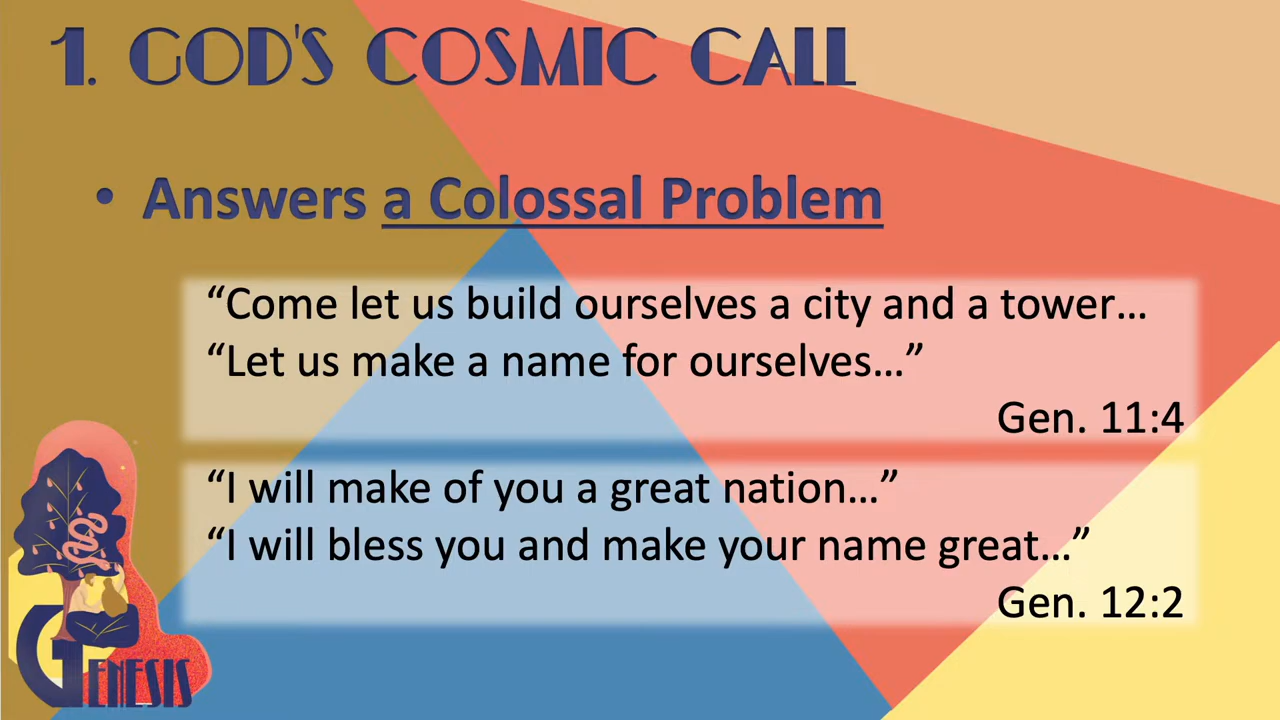 1. GOD'S COSMIC CALL
• Answers a Colossal Problem
“Come let us build ourselves a city and a tower…
“Let us make a name for ourselves…”
Gen. 11:4
“I will make of you a great nation…”
“I will bless you and make your name great…”
Gen. 12:2
GENESIS